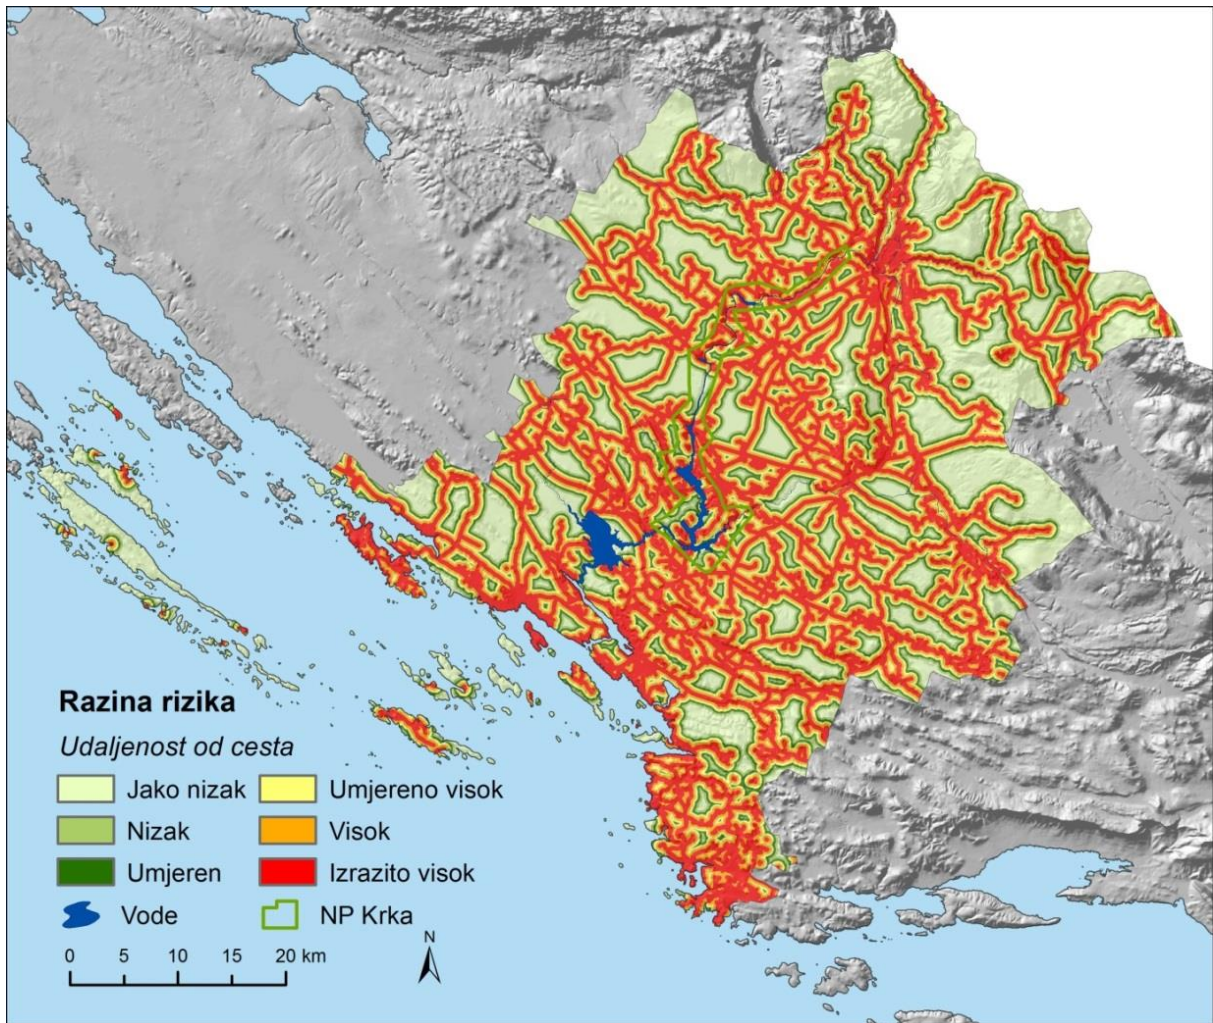 Razina rizika
Udaljenost od cesta
Jako nizak
Umjereno visok
Nizak
Visok
Umjeren
Izrazito visok
Vode
NP Krka
0 5 10 15 20 km
N